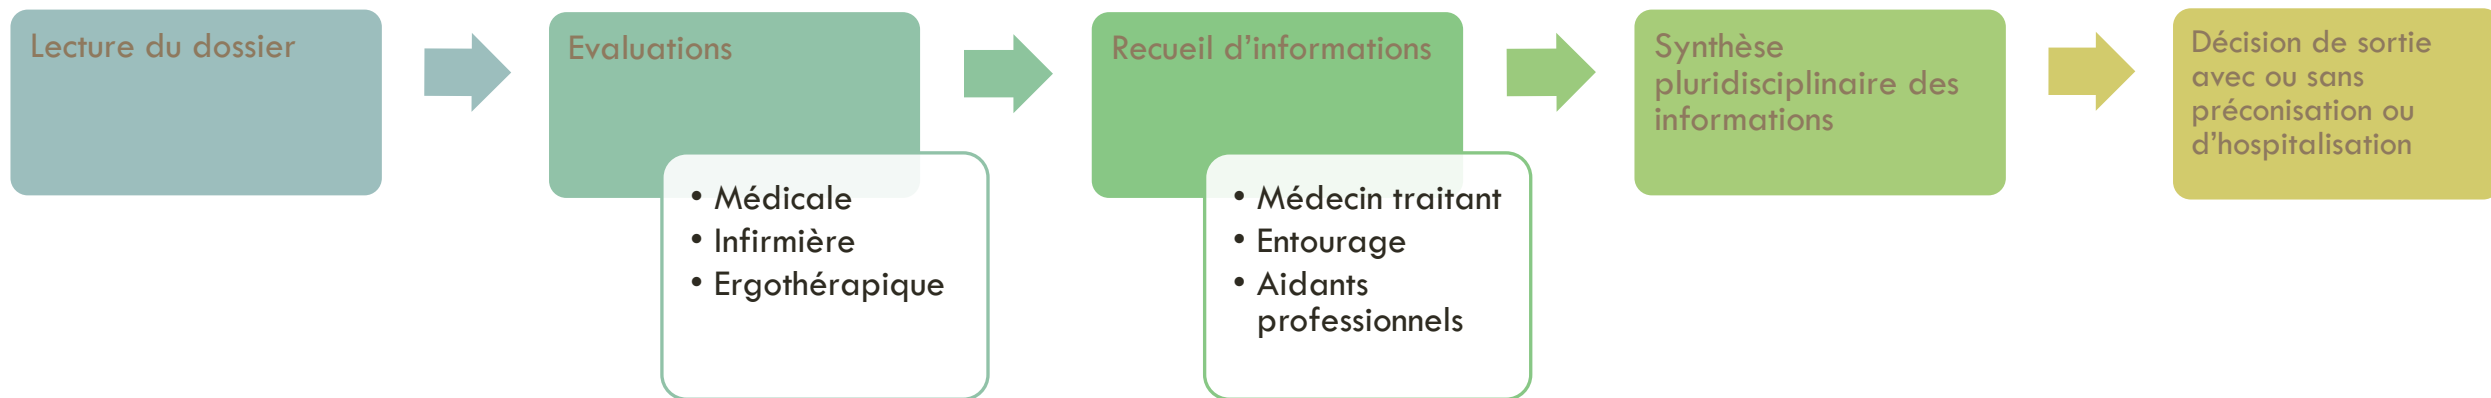 Lecture du dossier
Evaluations
• Médicale
• Infirmière
• Ergothérapique
Recueil d’informations
• Médecin traitant
• Entourage
• Aidants
professionnels
Synthèse
pluridisciplinaire des
informations
Décision de sortie
avec ou sans
préconisation ou
d’hospitalisation